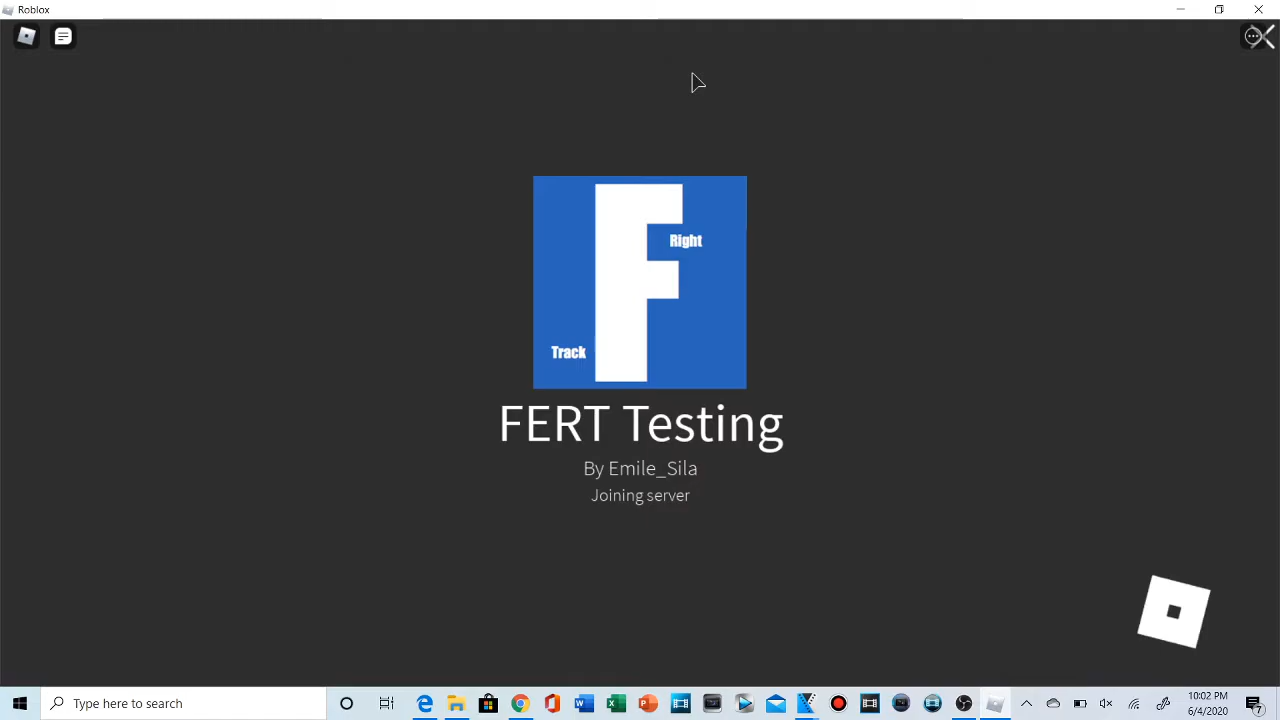 Roblox
Right
Track
FERT Testing
By Emile_Sila
Joining server
Type here to search
10:02 PM
6/4/2020
7